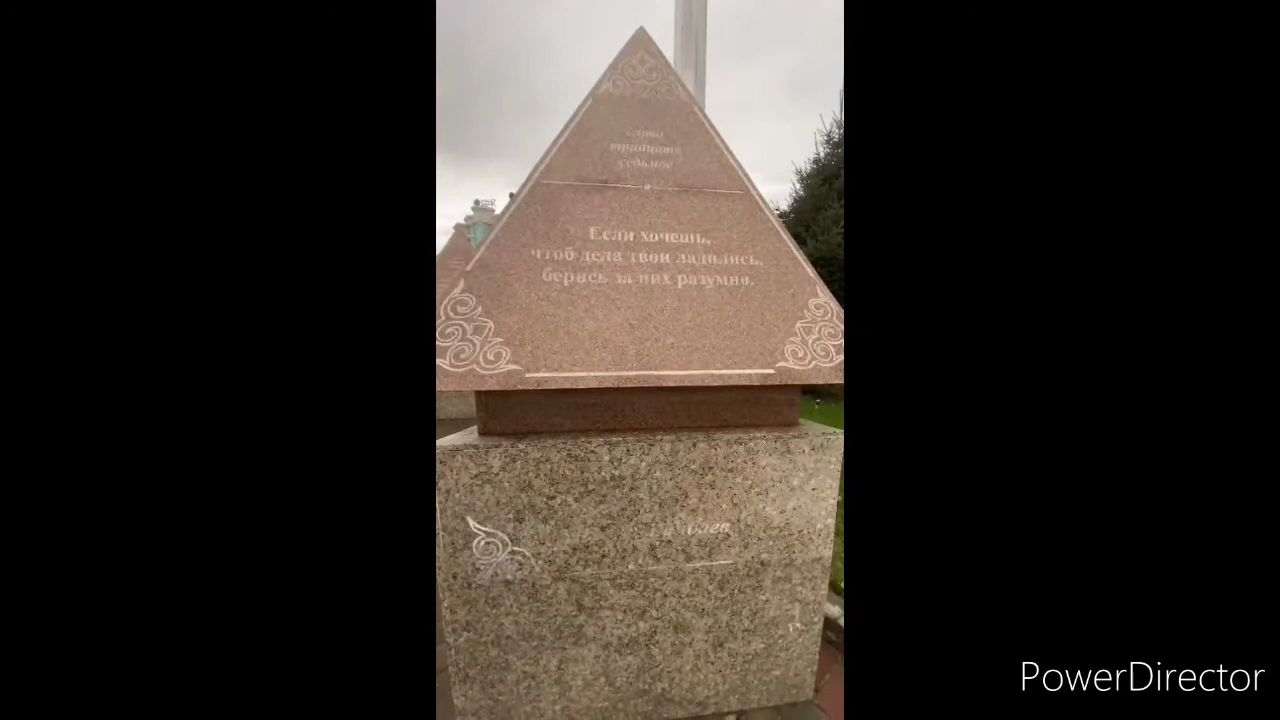 слово
тридцать
седьмое
Если хочешь,
чтоб дела твои ладились,
берись за них разумно.
PowerDirector